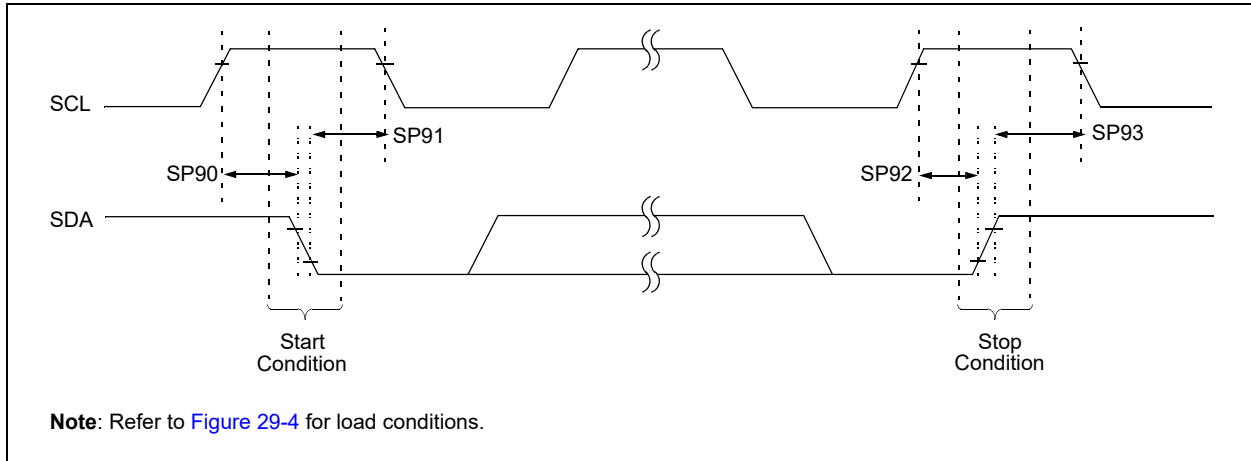 SCL
SP91
SP93
SP90
SP92
SDA
Start
Condition
Stop
Condition
Note: Refer to Figure 29-4 for load conditions.